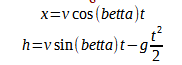 x=v cos(betta)t
h=v sin(betta)t−g t²/2